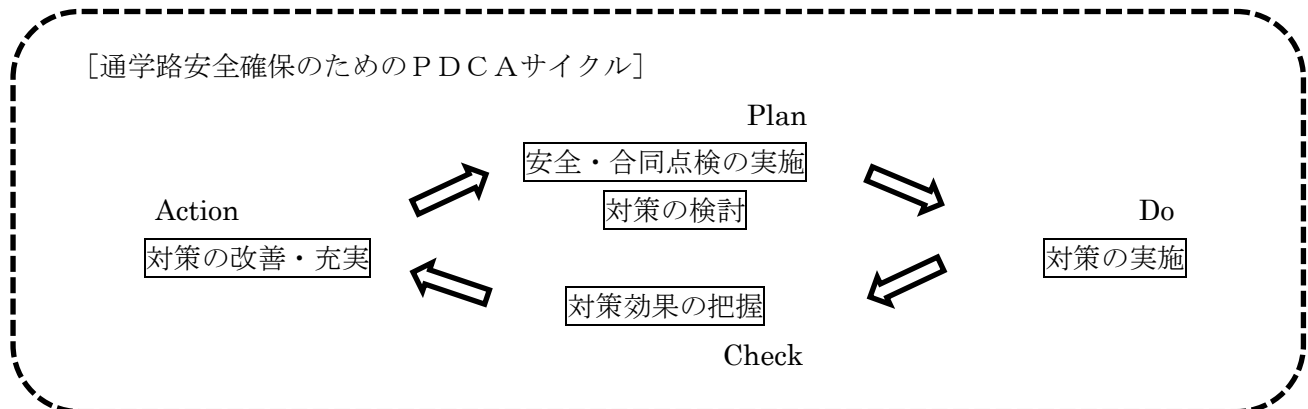 ［通学路安全確保のためのＰＤＣＡサイクル］
Plan
安全・合同点検の実施
対策の検討
Do
対策の実施
Check
対策効果の把握
Action
対策の改善・充実